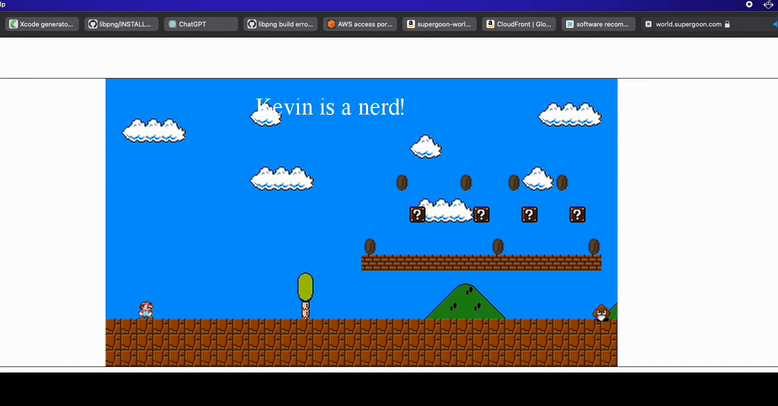 lp
Xcode generato...
libpng/INSTALL...
ChatGPT
libpng build erro...
AWS access por...
supergoon-worl...
CloudFront | Glo...
software recom...
world.supergoon.com
Kevin is a nerd!
? ? ? ?